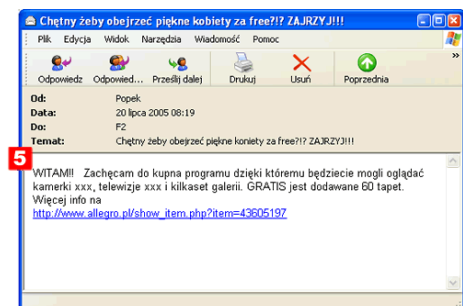 Chętny żeby obejrzeć piękne kobiety za free?!? ZAJRZYJ!!!
Plik Edycja Widok Narzędzia Wiadomość Pomoc
Odpowiedz Odpowied... Prześlij dalej Drukuj Usuń Poprzednia »
Od: Popek
Data: 20 lipca 2005 08:19
Do: F2
Temat: Chętny żeby obejrzeć piękne koniety za free?!? ZAJRZYJ!!!
5
WITAM!! Zachęcam do kupna programu dzięki któremu będziecie mogli oglądać
kamerki xxx, telewizje xxx i kilkaset galerii. GRATIS jest dodawane 60 tapet.
Więcej info na
http://www.allegro.pl/show_item.php?item=43605197